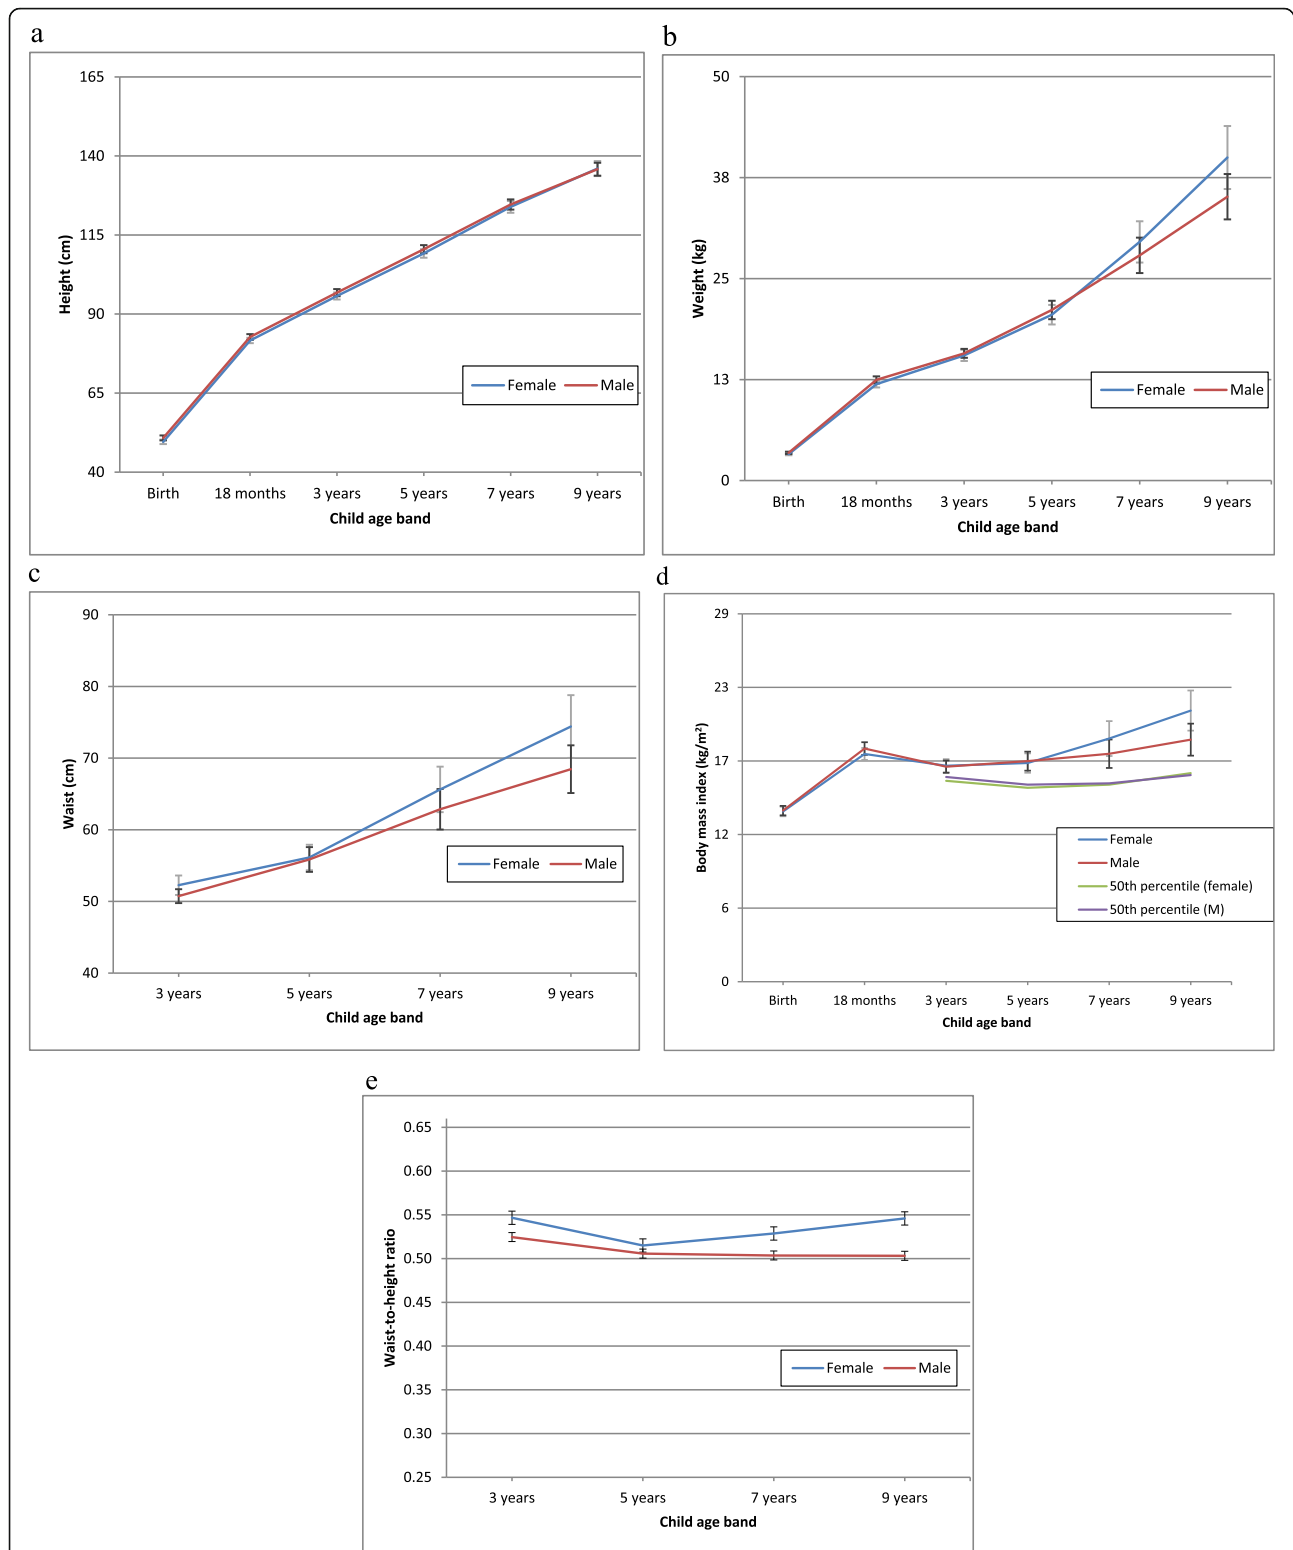 a
165
140
115
90
65
40
Height (cm)
Female Male
Birth 18 months 3 years 5 years 7 years 9 years
Child age band
b
50
38
25
13
0
Weight (kg)
Female Male
Birth 18 months 3 years 5 years 7 years 9 years
Child age band
c
90
80
70
60
50
40
Waist (cm)
Female Male
3 years 5 years 7 years 9 years
Child age band
d
29
23
17
12
6
0
Body mass index (kg/m²)
Female
Male
50th percentile (female)
50th percentile (M)
Birth 18 months 3 years 5 years 7 years 9 years
Child age band
e
0.65
0.60
0.55
0.50
0.45
0.40
0.35
0.30
0.25
Waist-to-height ratio
Female Male
3 years 5 years 7 years 9 years
Child age band